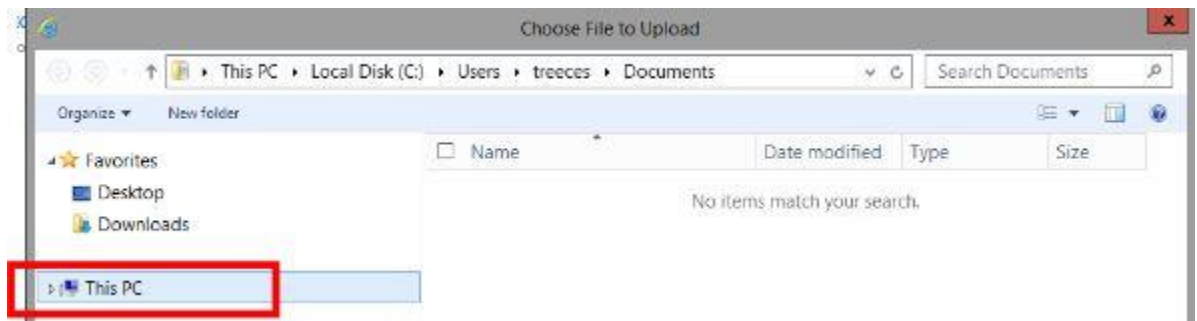 Choose File to Upload
This PC Local Disk (C:) Users treeces Documents Search Documents
Organize New folder
Favorites Name Date modified Type Size
Desktop No items match your search.
Downloads
This PC